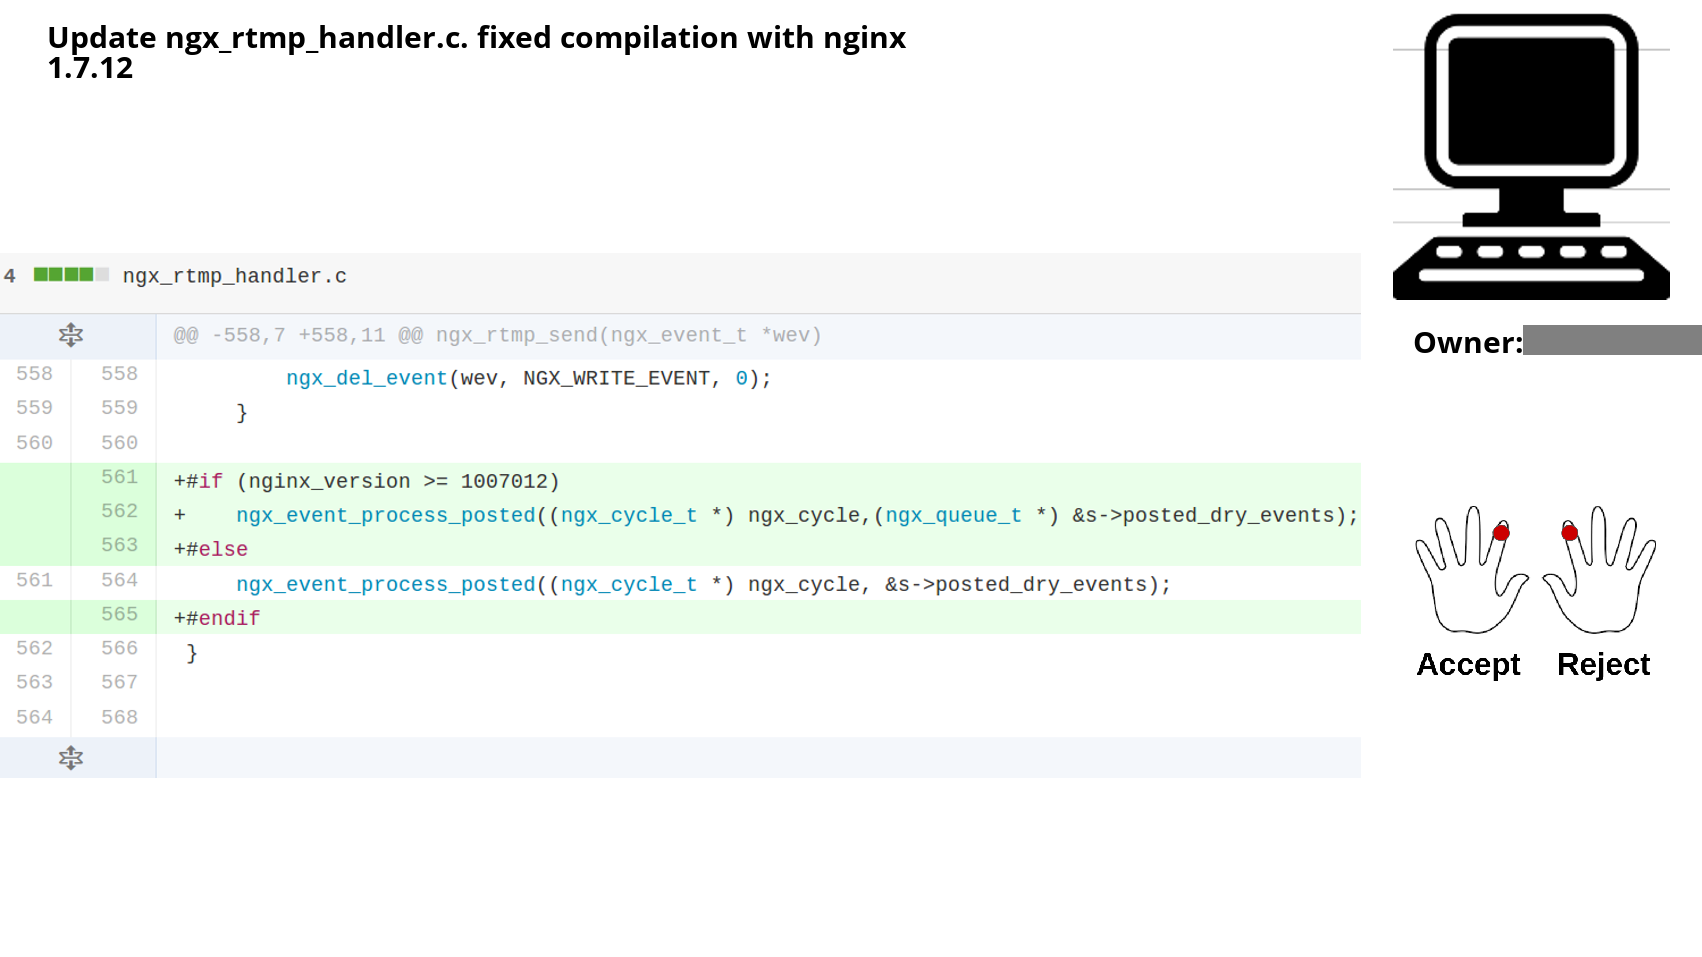 Update ngx_rtmp_handler.c. fixed compilation with nginx
1.7.12
4 ngx_rtmp_handler.c
@@ -558,7 +558,11 @@ ngx_rtmp_send(ngx_event_t *wev)
558 558 ngx_del_event(wev, NGX_WRITE_EVENT, 0);
559 559 }
560 560
561 +#if (nginx_version >= 1007012)
562 + ngx_event_process_posted((ngx_cycle_t *) ngx_cycle,(ngx_queue_t *) &s->posted_dry_events);
563 +#else
561 564 ngx_event_process_posted((ngx_cycle_t *) ngx_cycle, &s->posted_dry_events);
565 +#endif
562 566 }
563 567
564 568
Owner:
Accept Reject